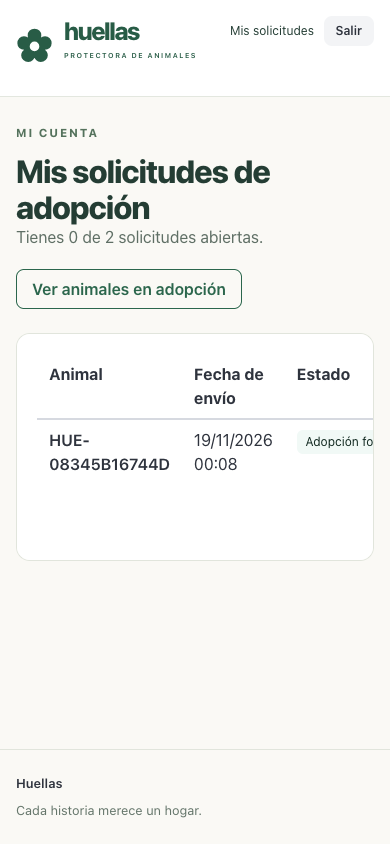 huellas
PROTECTORA DE ANIMALES
Mis solicitudes
Salir
MI CUENTA
Mis solicitudes de
adopción
Tienes 0 de 2 solicitudes abiertas.
Ver animales en adopción
Animal
Fecha de
envío
Estado
HUE-
08345B16744D
19/11/2026
00:08
Adopción fo
Huellas
Cada historia merece un hogar.